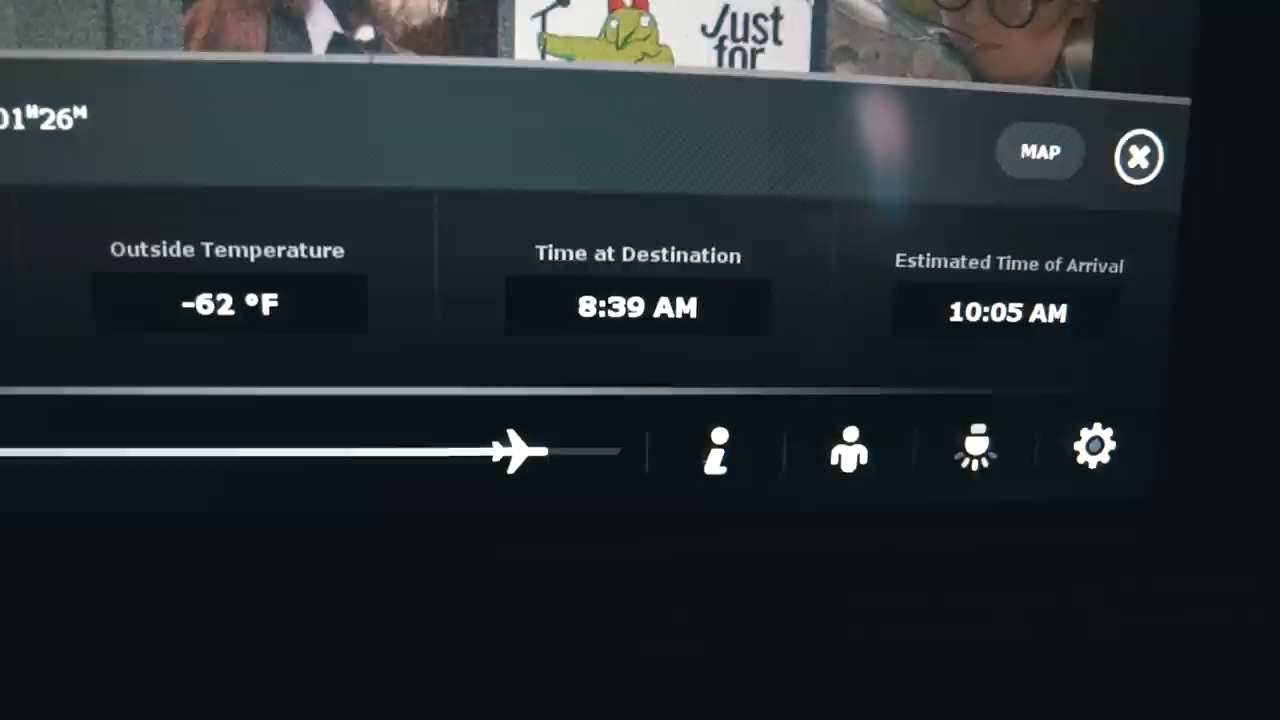 Just
for
01H26M
MAP
Outside Temperature
-62 °F
Time at Destination
8:39 AM
Estimated Time of Arrival
10:05 AM